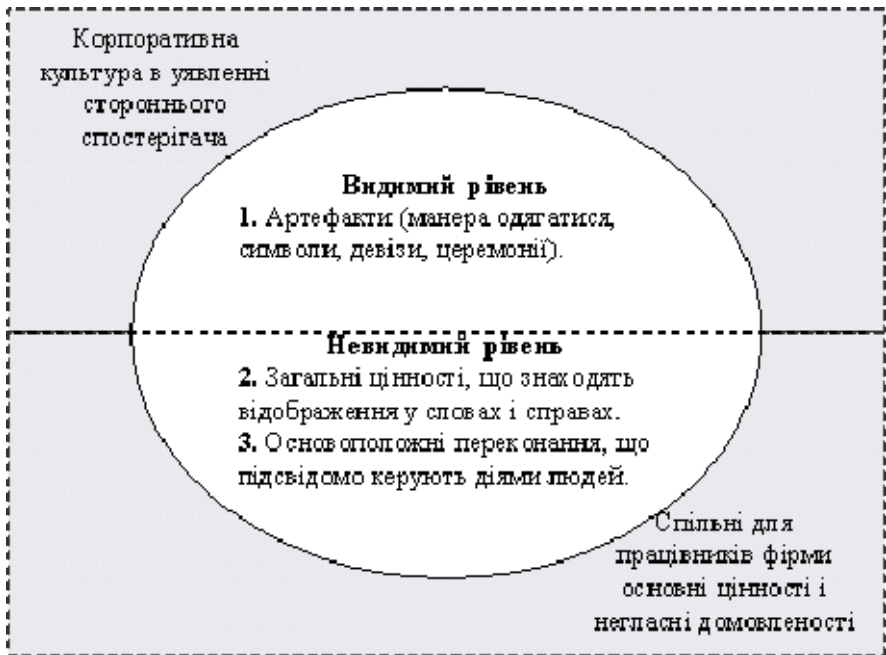 Корпоративна
культура в уявленні
стороннього
спостерігача
Видимий рівень
1. Артефакти (манера одягатися,
символи, девізи, церемонії).
Невидимий рівень
2. Загальні цінності, що знаходять
відображення у словах і справах.
3. Основоположні переконання, що
підсвідомо керують діями людей.
Спільні для
працівників фірми
основні цінності і
негласні домовленості